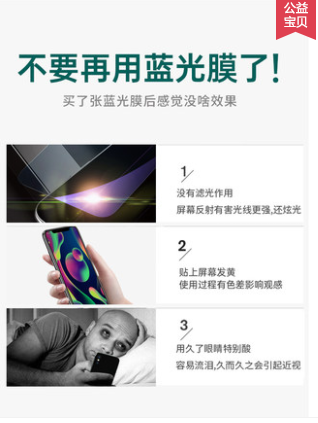 公益
宝贝
不要再用蓝光膜了!
买了张蓝光膜后感觉没啥效果
1
没有滤光作用
屏幕反射有害光线更强,还炫光
2
贴上屏幕发黄
使用过程有色差影响观感
3
用久了眼睛特别酸
容易流泪,久而久之会引起近视